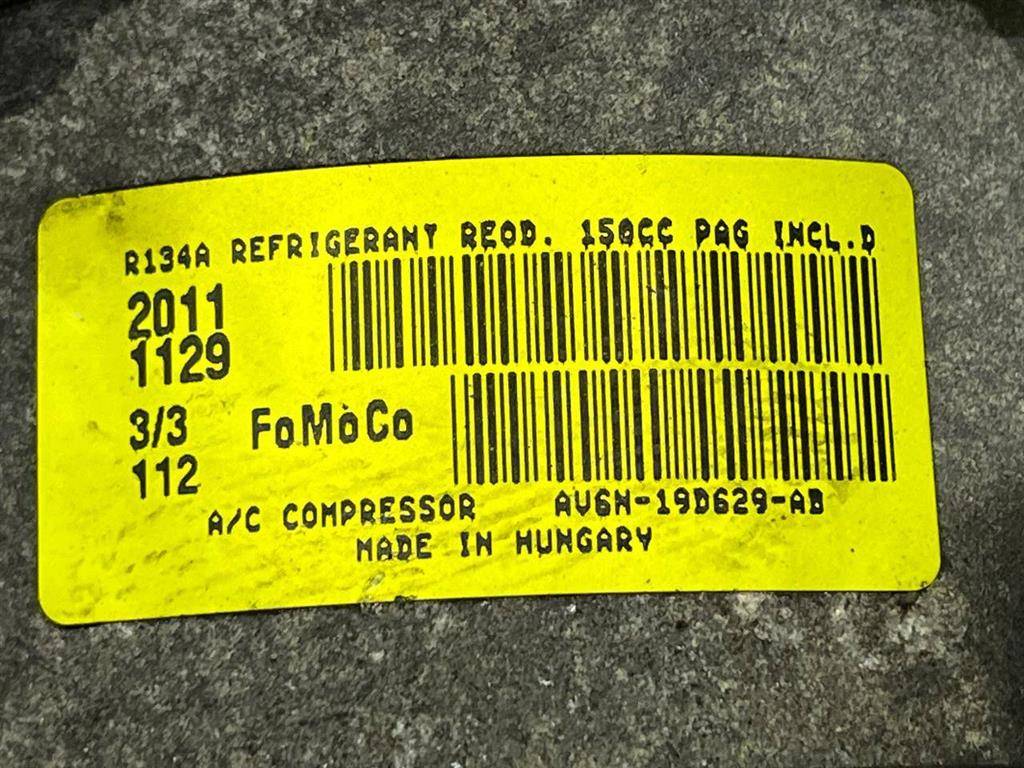 R134A REFRIGERANT REQD. 150CC PAG INCL.D
2011
1129
3/3 FoMoCo
112
A/C COMPRESSOR AV6N-19D629-AB
MADE IN HUNGARY